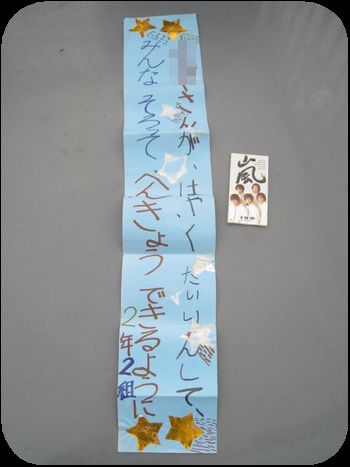 さんが、はやくたいいんして、
みんな そろって べんきょう できるように
2年2組
嵐